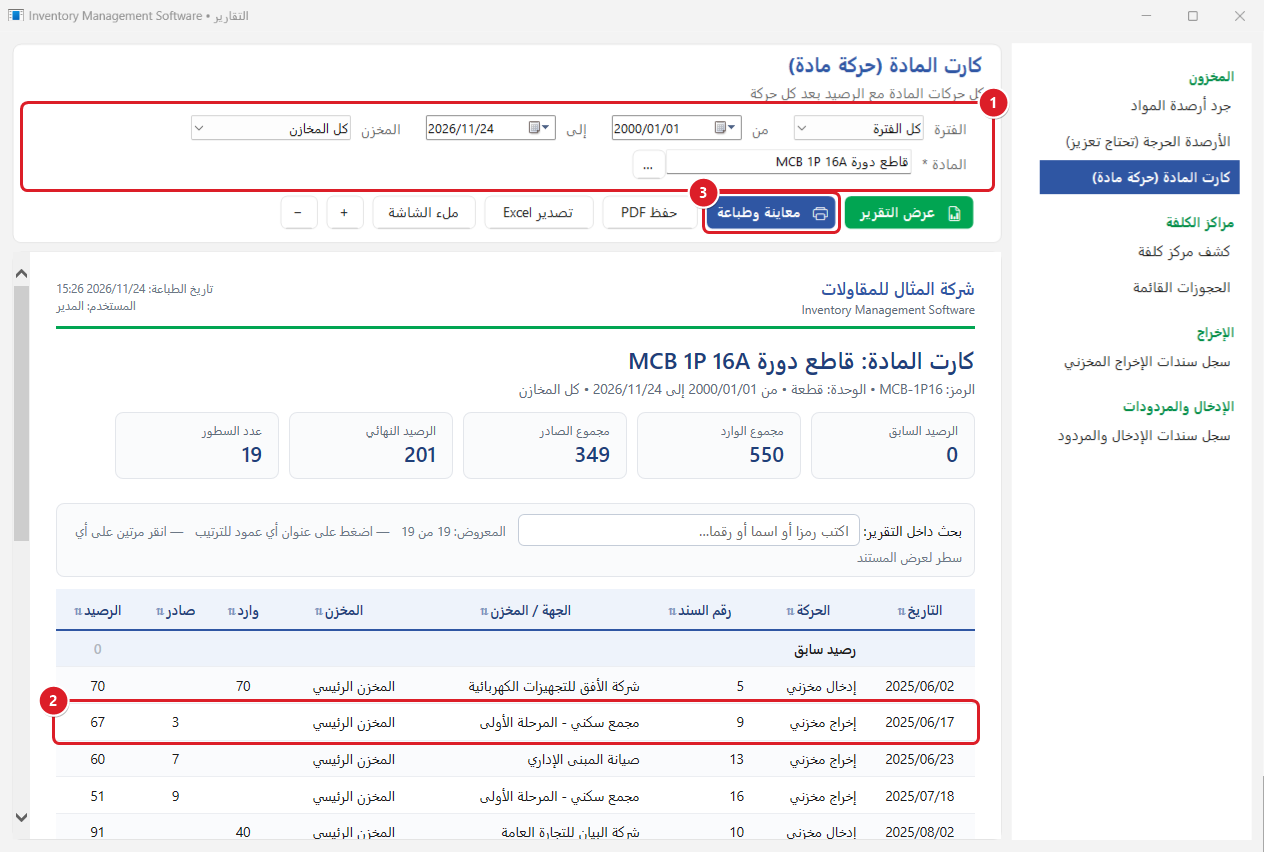 Inventory Management Software • التقارير
المخزون
جرد أرصدة المواد
الأرصدة الحرجة (تحتاج تعزيز)
كارت المادة (حركة مادة)
مراكز الكلفة
كشف مركز كلفة
الحجوزات القائمة
الإخراج
سجل سندات الإخراج المخزني
الإدخال والمردودات
سجل سندات الإدخال والمردود
كارت المادة (حركة مادة)
كل حركات المادة مع الرصيد بعد كل حركة
1
الفترة كل الفترة من 2000/01/01 إلى 2026/11/24 المخزن كل المخازن
المادة * قاطع دورة MCB 1P 16A ...
3
عرض التقرير معاينة وطباعة حفظ PDF تصدير Excel ملء الشاشة + −
شركة المثال للمقاولات تاريخ الطباعة: 2026/11/24 15:26
Inventory Management Software المستخدم: المدير
كارت المادة: قاطع دورة MCB 1P 16A
الرمز: MCB-1P16 • الوحدة: قطعة • من 2000/01/01 إلى 2026/11/24 • كل المخازن
الرصيد السابق مجموع الوارد مجموع الصادر الرصيد النهائي عدد السطور
0 550 349 201 19
بحث داخل التقرير: اكتب رمزا أو اسما أو رقما... المعروض: 19 من 19 — اضغط على عنوان أي عمود للترتيب — انقر مرتين على أي
سطر لعرض المستند
التاريخ⇅ الحركة⇅ رقم السند⇅ الجهة / المخزن⇅ المخزن⇅ وارد⇅ صادر⇅ الرصيد⇅
رصيد سابق 0
2025/06/02 إدخال مخزني 5 شركة الأفق للتجهيزات الكهربائية المخزن الرئيسي 70 70
2
2025/06/17 إخراج مخزني 9 مجمع سكني - المرحلة الأولى المخزن الرئيسي 3 67
2025/06/23 إخراج مخزني 13 صيانة المبنى الإداري المخزن الرئيسي 7 60
2025/07/18 إخراج مخزني 16 مجمع سكني - المرحلة الأولى المخزن الرئيسي 9 51
2025/08/02 إدخال مخزني 10 شركة البيان للتجارة العامة المخزن الرئيسي 40 91